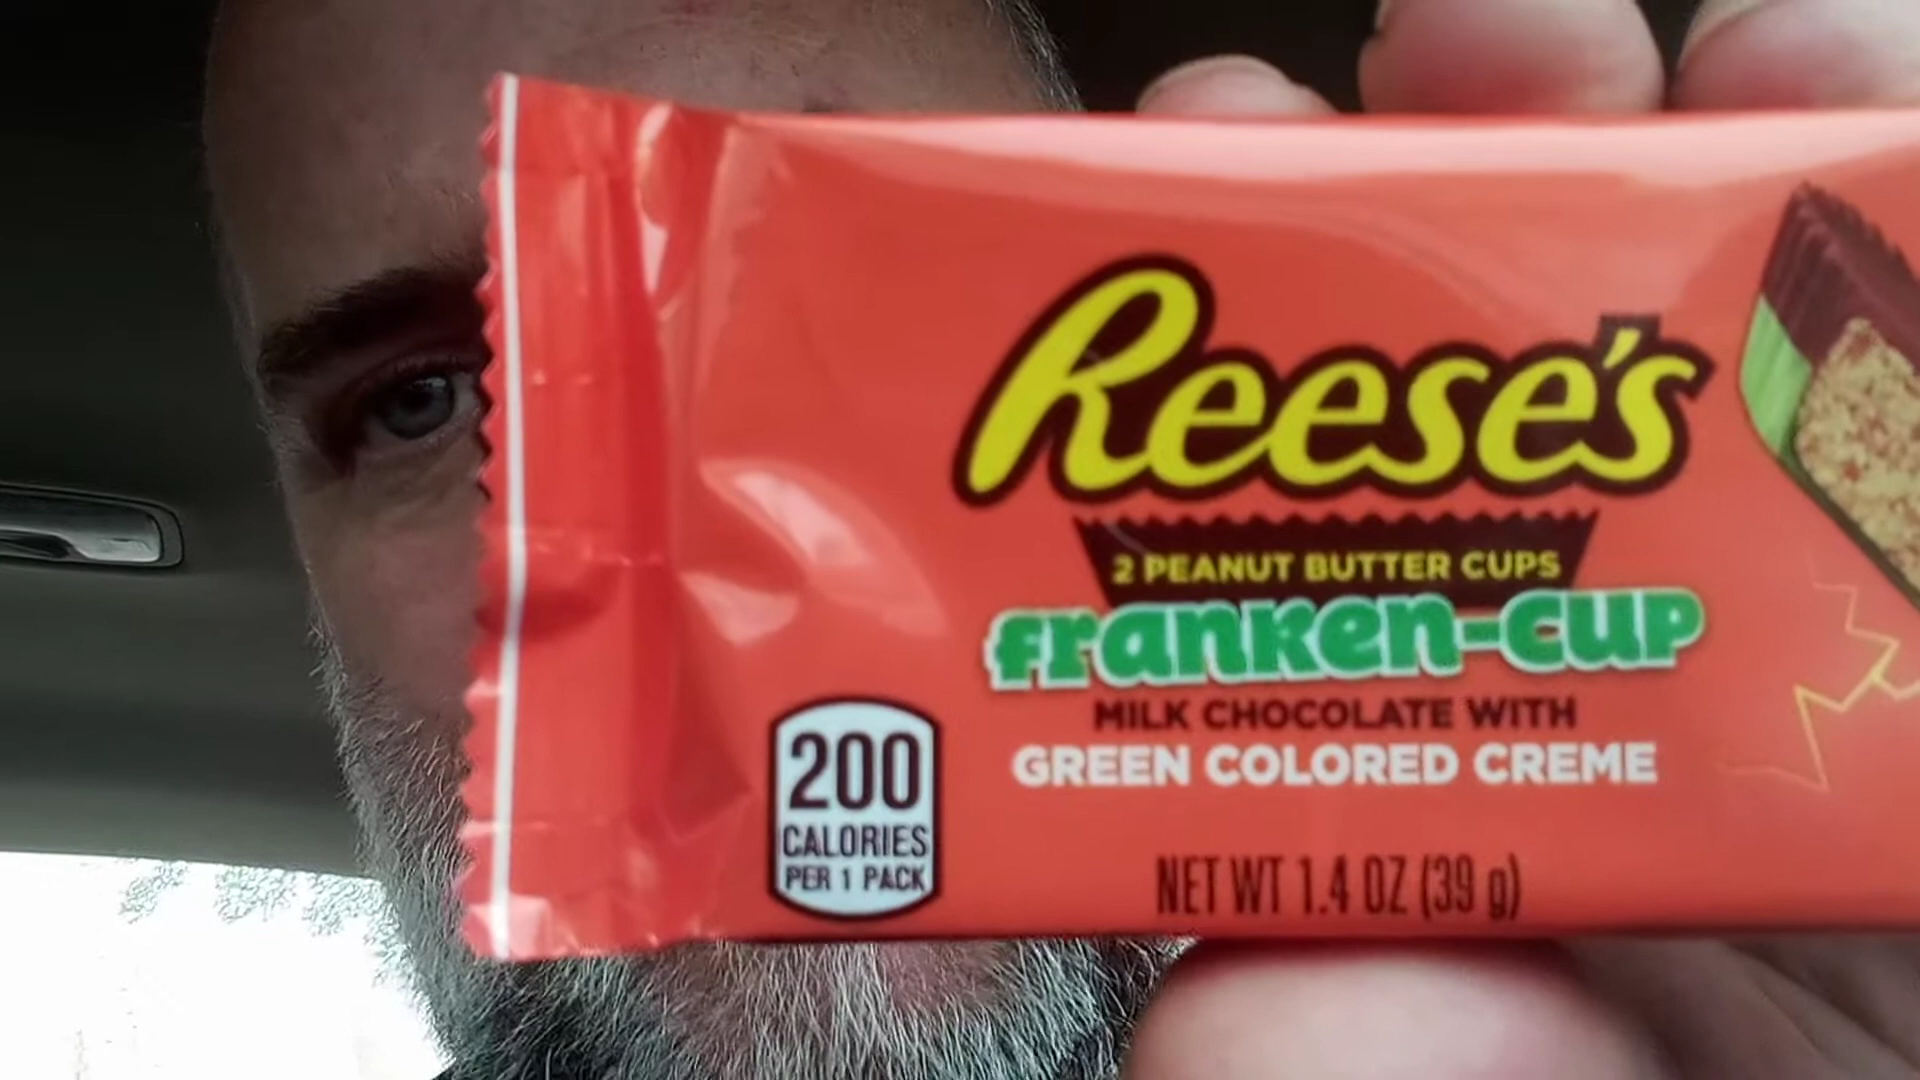 Reese's
2 PEANUT BUTTER CUPS
franken-cup
MILK CHOCOLATE WITH
GREEN COLORED CREME
200
CALORIES
PER 1 PACK
NET WT 1.4 OZ (39 g)